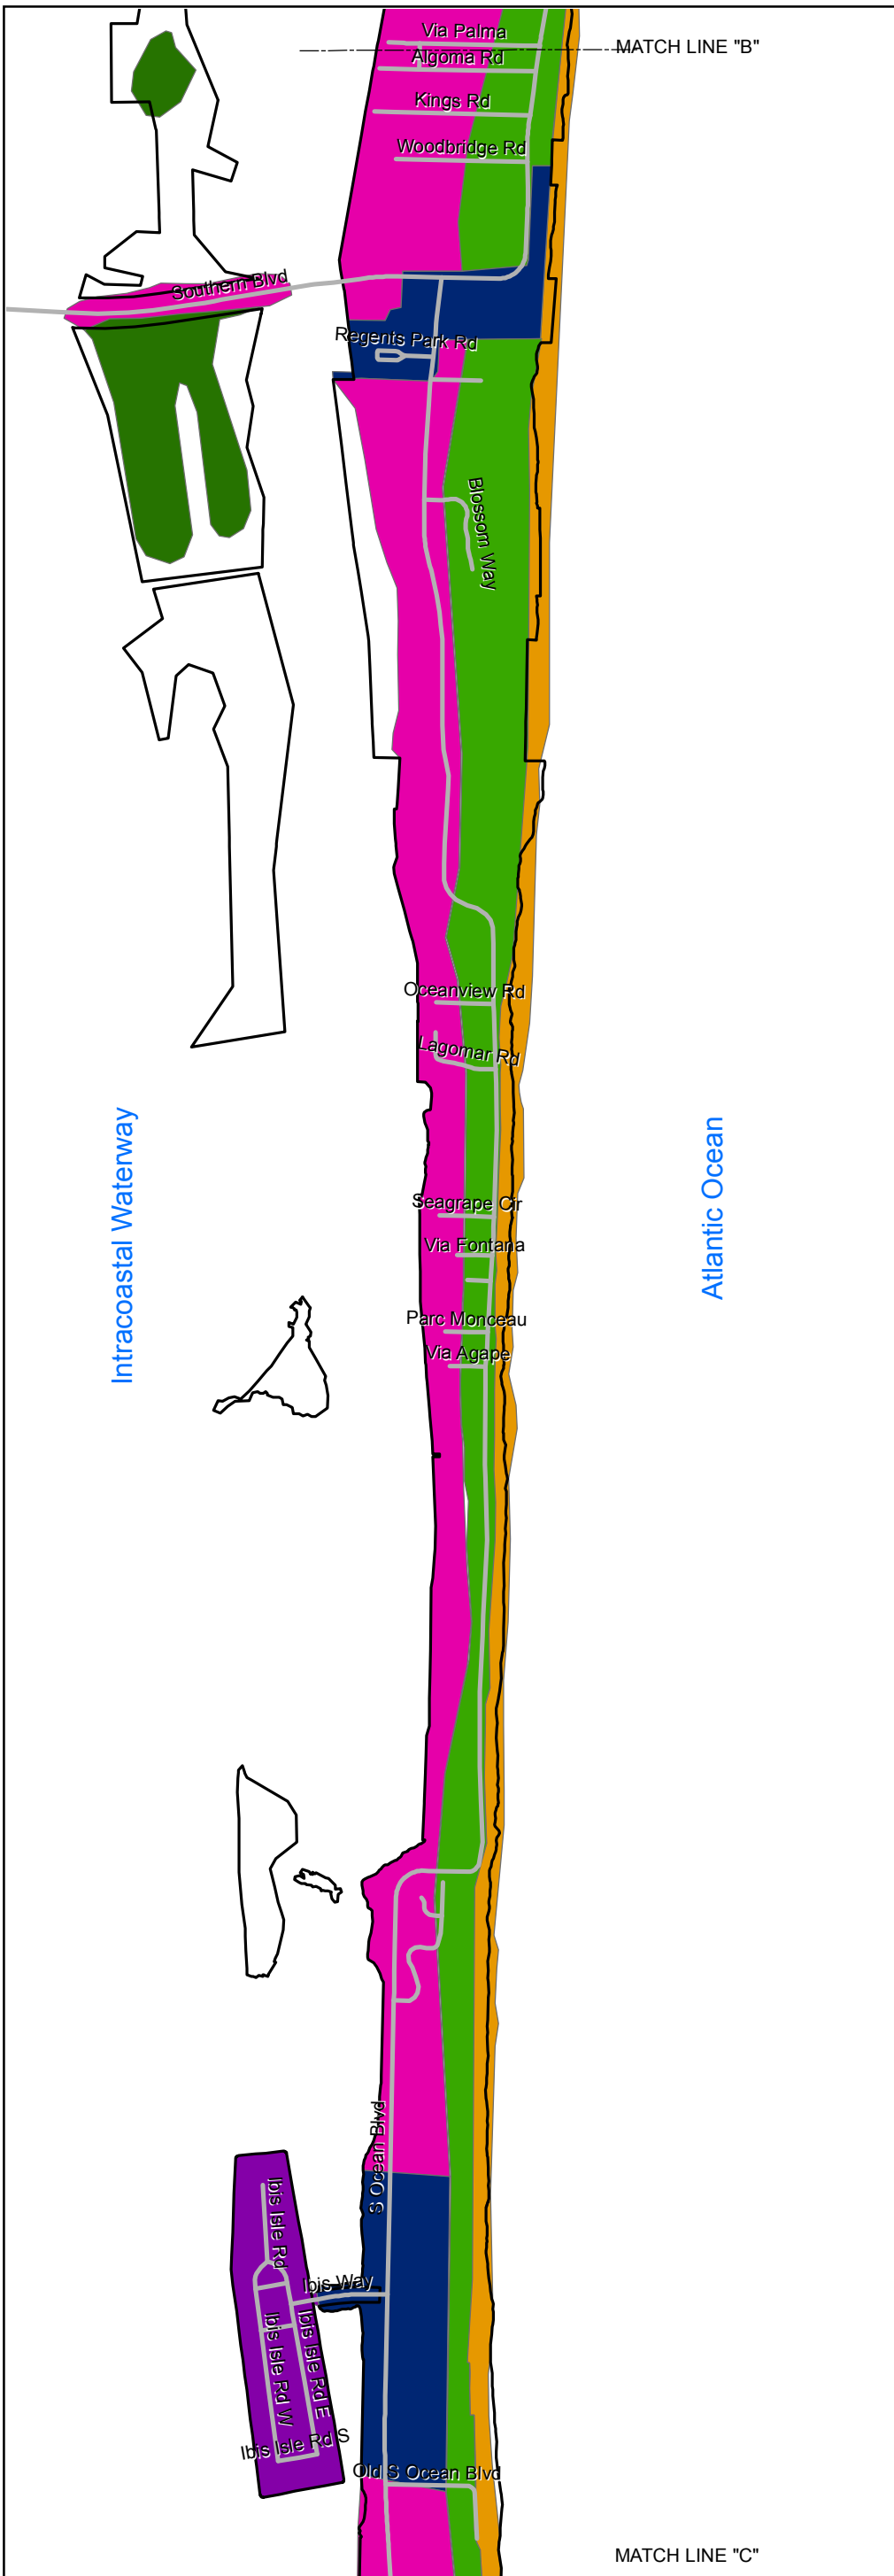 Via Palma
MATCH LINE "B"
Algoma Rd
Kings Rd
Woodbridge Rd
Southern Blvd
Regents Park Rd
Blossom Way
Oceanview Rd
Lagomar Rd
Intracoastal Waterway
Atlantic Ocean
Seagrape Cir
Via Fontana
Parc Monceau
Via Agape
S Ocean Blvd
Ibis Isle Rd
Ibis Way
Ibis Isle Rd W
Ibis Isle Rd E
Ibis Isle Rd S
Old S Ocean Blvd
MATCH LINE "C"